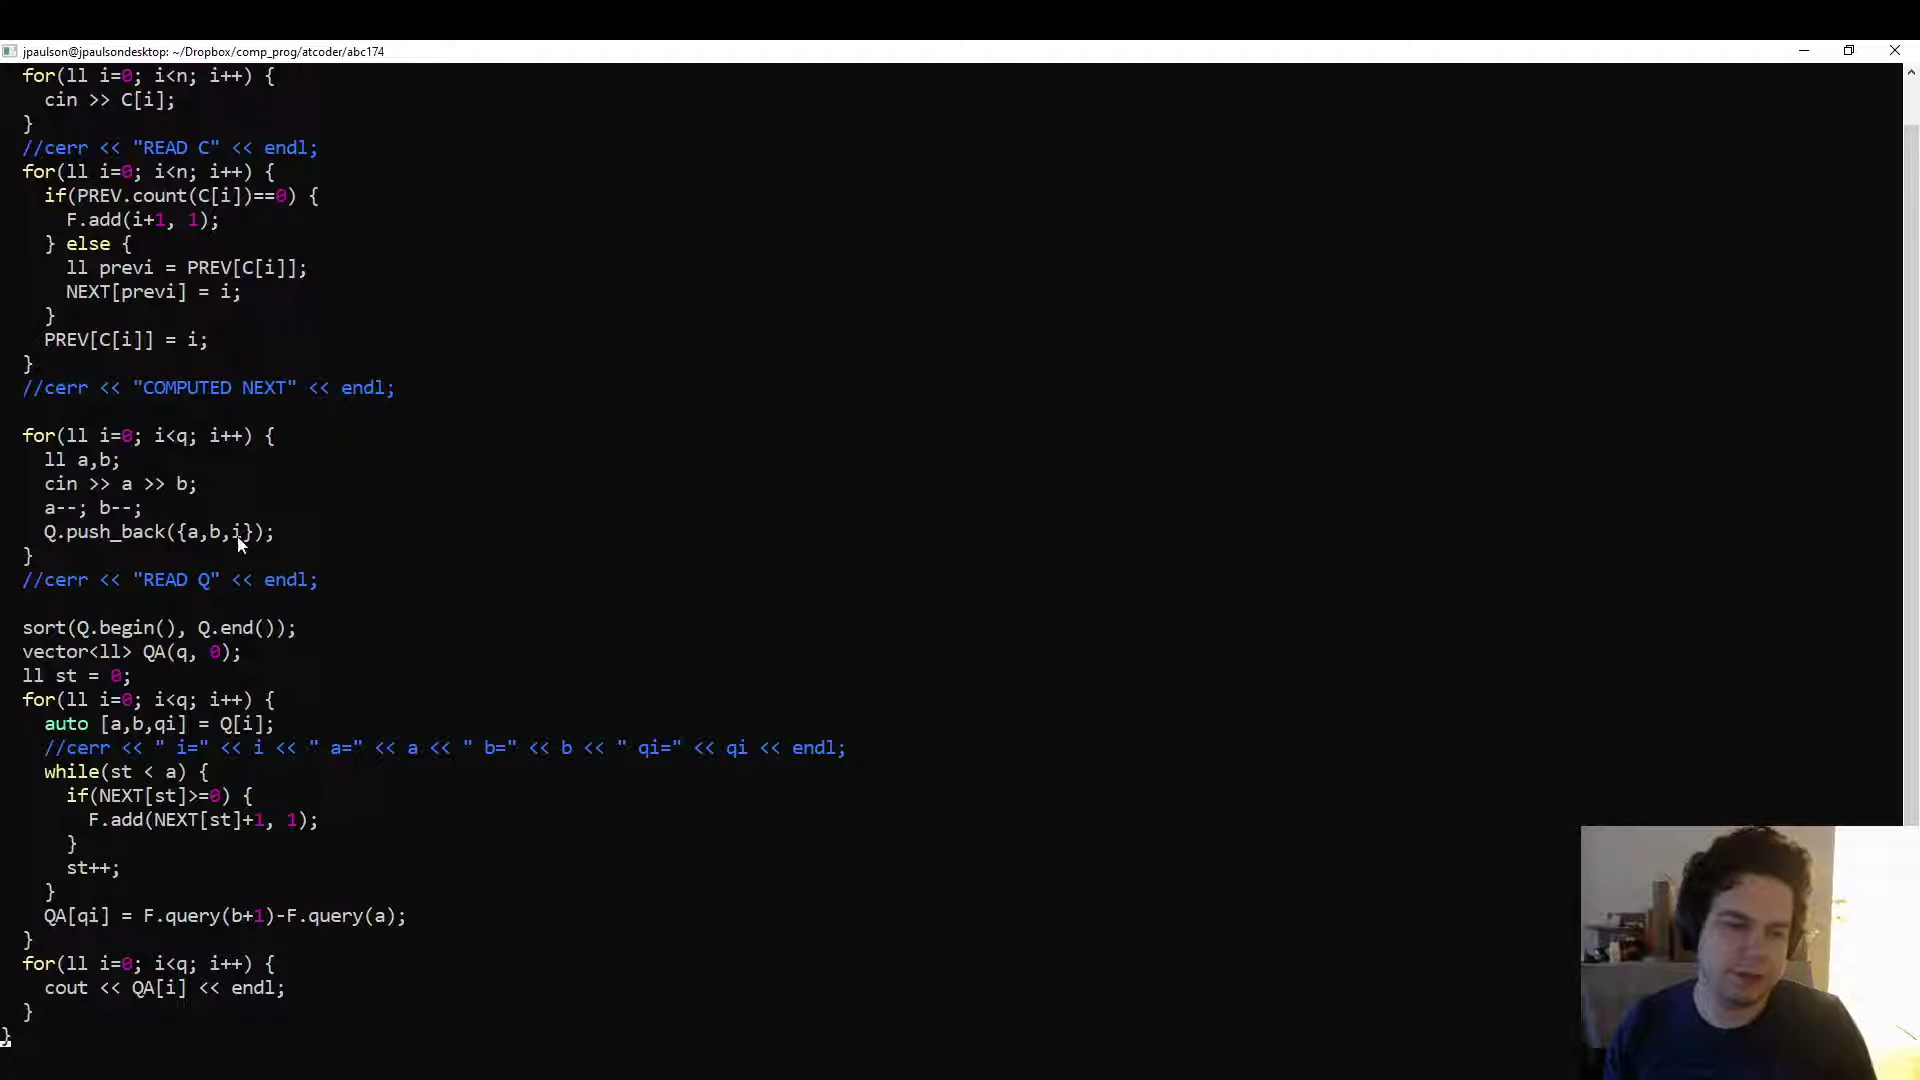 jpaulson@jpaulsondesktop: ~/Dropbox/comp_prog/atcoder/abc174
for(ll i=0; i<n; i++) {
cin >> C[i];
}
//cerr << "READ C" << endl;
for(ll i=0; i<n; i++) {
if(PREV.count(C[i])==0) {
F.add(i+1, 1);
} else {
ll previ = PREV[C[i]];
NEXT[previ] = i;
}
PREV[C[i]] = i;
}
//cerr << "COMPUTED NEXT" << endl;
for(ll i=0; i<q; i++) {
ll a,b;
cin >> a >> b;
a--; b--;
Q.push_back({a,b,i});
}
//cerr << "READ Q" << endl;
sort(Q.begin(), Q.end());
vector<ll> QA(q, 0);
ll st = 0;
for(ll i=0; i<q; i++) {
auto [a,b,qi] = Q[i];
//cerr << " i=" << i << " a=" << a << " b=" << b << " qi=" << qi << endl;
while(st < a) {
if(NEXT[st]>=0) {
F.add(NEXT[st]+1, 1);
}
st++;
}
QA[qi] = F.query(b+1)-F.query(a);
}
for(ll i=0; i<q; i++) {
cout << QA[i] << endl;
}
}